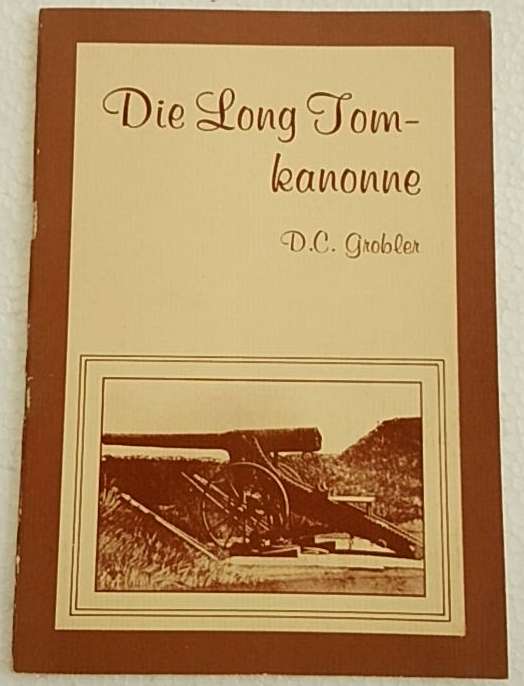 Die Long Tom-
kanonne
D.C. Grobler